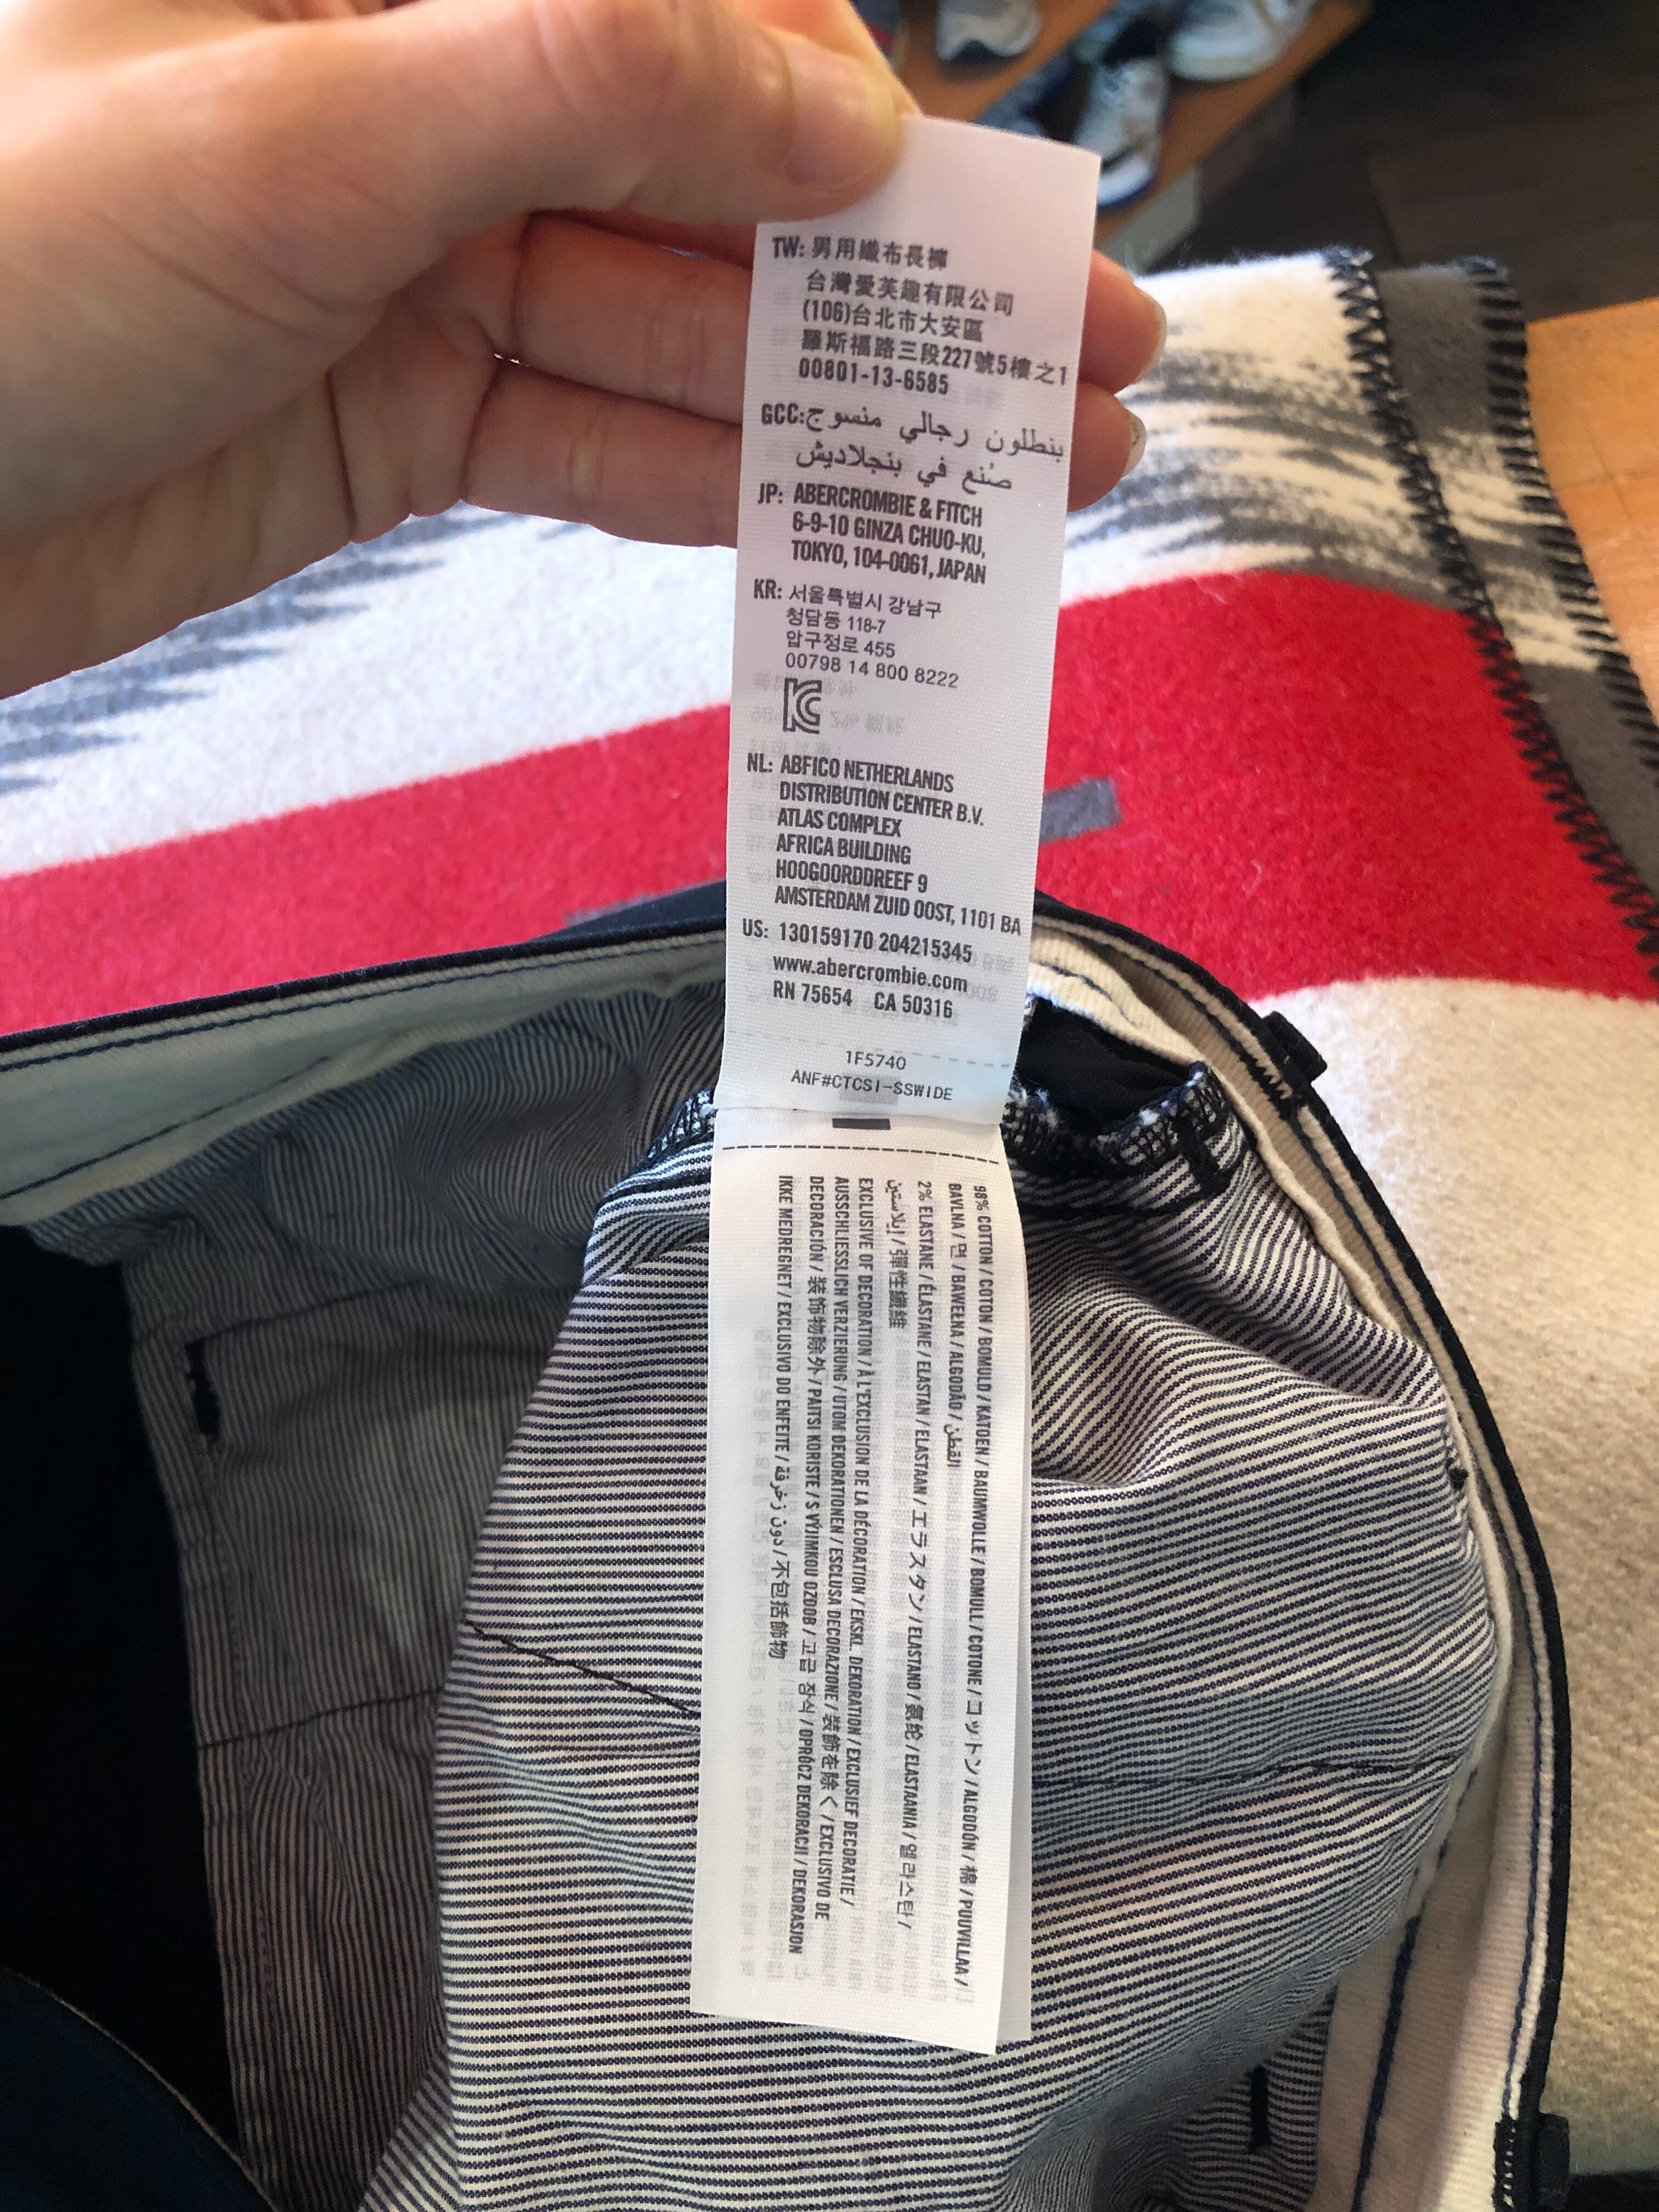 TW: 男用織布長褲
台灣愛芙趣有限公司
(106)台北市大安區
羅斯福路三段227號5樓之1
00801-13-6585
GCC: بنطلون رجالي منسوج
صُنع في بنجلاديش
JP: ABERCROMBIE & FITCH
6-9-10 GINZA CHUO-KU,
TOKYO, 104-0061, JAPAN
KR: 서울특별시 강남구
청담동 118-7
압구정로 455
00798 14 800 8222
NL: ABFICO NETHERLANDS
DISTRIBUTION CENTER B.V.
ATLAS COMPLEX
AFRICA BUILDING
HOOGOORDDREEF 9
AMSTERDAM ZUID OOST, 1101 BA
US: 130159170 204215345
www.abercrombie.com
RN 75654 CA 50316
1F5740
ANF#CTCSI-SSWIDE
98% COTTON / COTON / BOMULD / KATOEN / BAUMWOLLE / BOMULL / COTONE / コットン / ALGODÓN / 棉 / PUUVILLAA /
BAVLNA / 면 / BAWEŁNA / ALGODÃO / القطن
2% ELASTANE / ÉLASTANE / ELASTAN / ELASTAAN / エラスタン / ELASTANO / 氨纶 / ELASTAANIA / 엘라스탄 /
إيلاستين / 彈性纖維
EXCLUSIVE OF DECORATION / À L'EXCLUSION DE LA DÉCORATION / EKSKL. DEKORATION / EXCLUSIEF DECORATIE /
AUSSCHLIESSLICH VERZIERUNG / UTOM DEKORATIONEN / ESCLUSA DECORAZIONE / 装飾を除く / EXCLUSIVO DE
DECORACIÓN / 装饰物除外 / PAITSI KORISTE / S VÝJIMKOU OZDOB / 고급 장식 / OPRÓCZ DEKORACJI / DEKORASJON
IKKE MEDREGNET / EXCLUSIVO DO ENFEITE / دون زخرفة / 不包括飾物